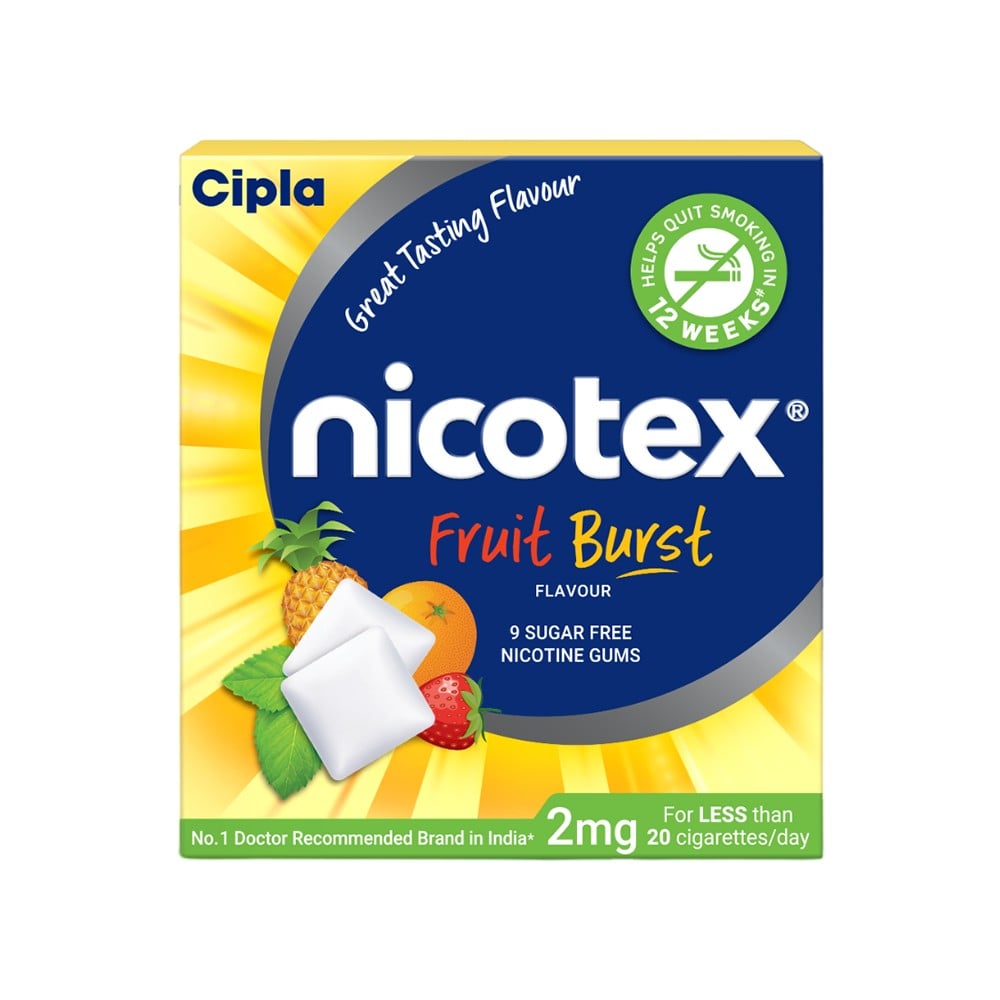 Cipla
Great Tasting Flavour
HELPS QUIT SMOKING IN
12 WEEKS#
nicotex®
Fruit Burst
FLAVOUR
9 SUGAR FREE
NICOTINE GUMS
No.1 Doctor Recommended Brand in India*
2mg
For LESS than
20 cigarettes/day